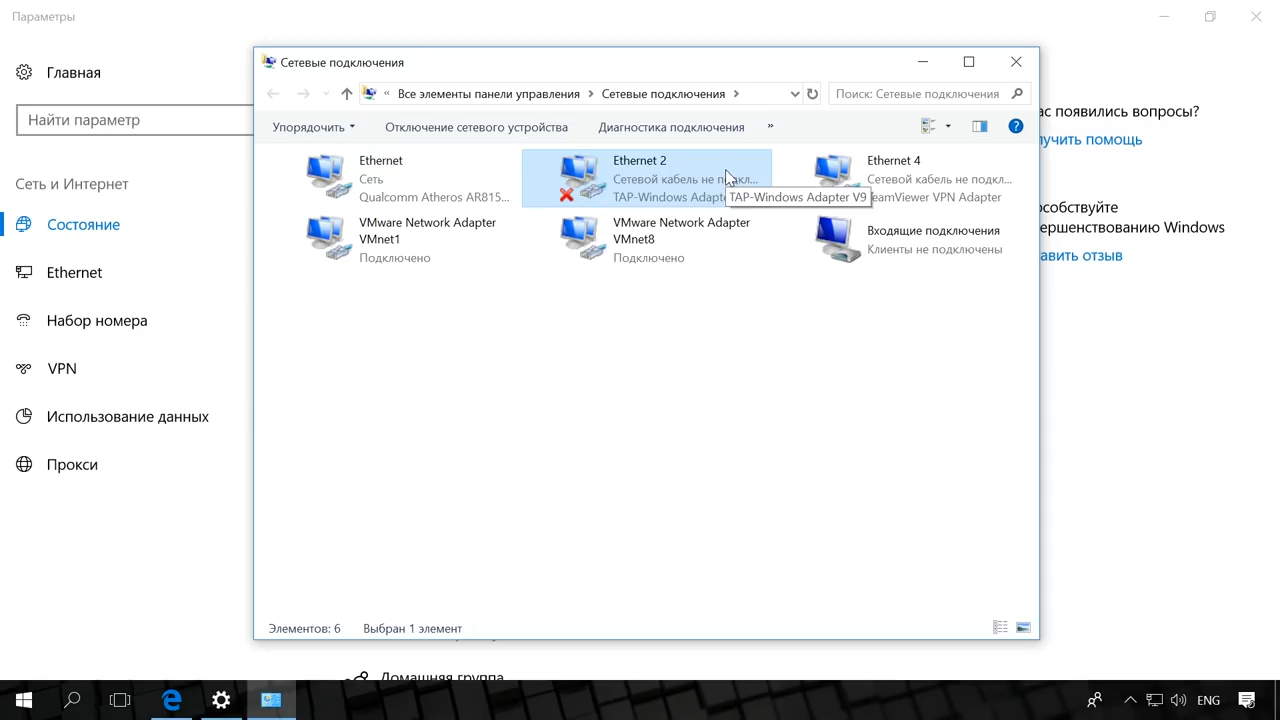 Параметры
Главная
Найти параметр
Сеть и Интернет
Состояние
Ethernet
Набор номера
VPN
Использование данных
Прокси
Сетевые подключения
« Все элементы панели управления > Сетевые подключения >
Поиск: Сетевые подключения
Упорядочить
Отключение сетевого устройства
Диагностика подключения
»
Ethernet
Сеть
Qualcomm Atheros AR815...
Ethernet 2
Сетевой кабель не подкл...
TAP-Windows Adapte
TAP-Windows Adapter V9
Ethernet 4
Сетевой кабель не подкл...
eamViewer VPN Adapter
VMware Network Adapter
VMnet1
Подключено
VMware Network Adapter
VMnet8
Подключено
Входящие подключения
Клиенты не подключены
Элементов: 6
Выбран 1 элемент
ас появились вопросы?
лучить помощь
особствуйте
ершенствованию Windows
авить отзыв
Домашняя группа
ENG